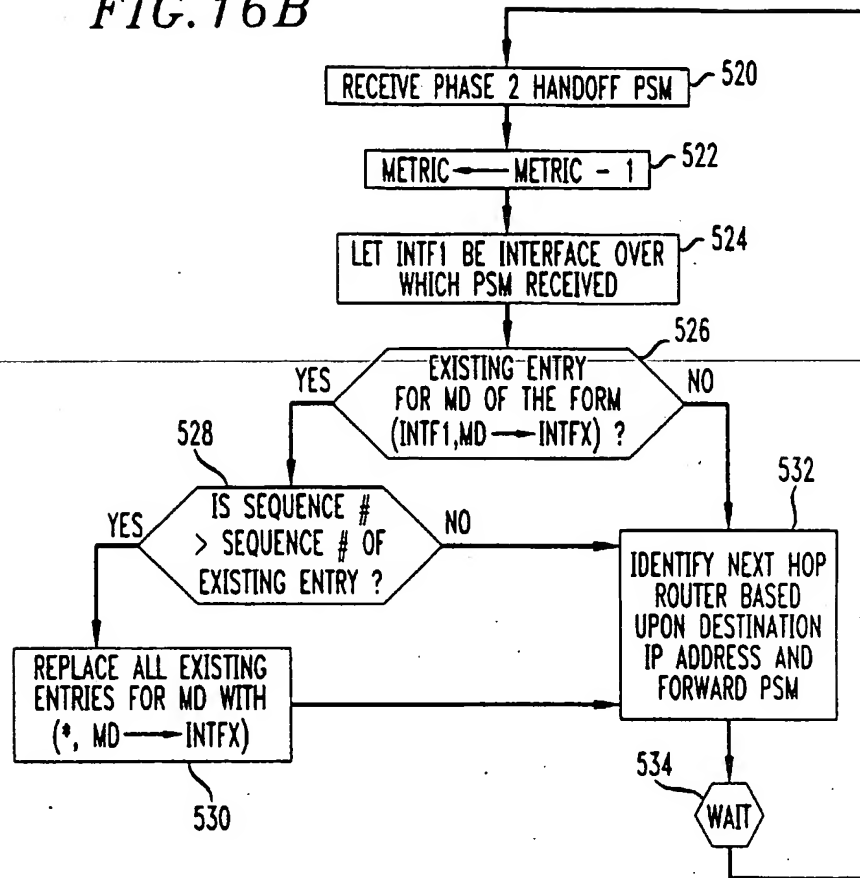 FIG. 16B
RECEIVE PHASE 2 HANDOFF PSM
520
METRIC ← METRIC - 1
522
LET INTF1 BE INTERFACE OVER
WHICH PSM RECEIVED
524
526
EXISTING ENTRY
FOR MD OF THE FORM
(INTF1,MD → INTFX) ?
YES
NO
528
IS SEQUENCE #
> SEQUENCE # OF
EXISTING ENTRY ?
YES
NO
532
IDENTIFY NEXT HOP
ROUTER BASED
UPON DESTINATION
IP ADDRESS AND
FORWARD PSM
REPLACE ALL EXISTING
ENTRIES FOR MD WITH
(*, MD → INTFX)
530
534
WAIT